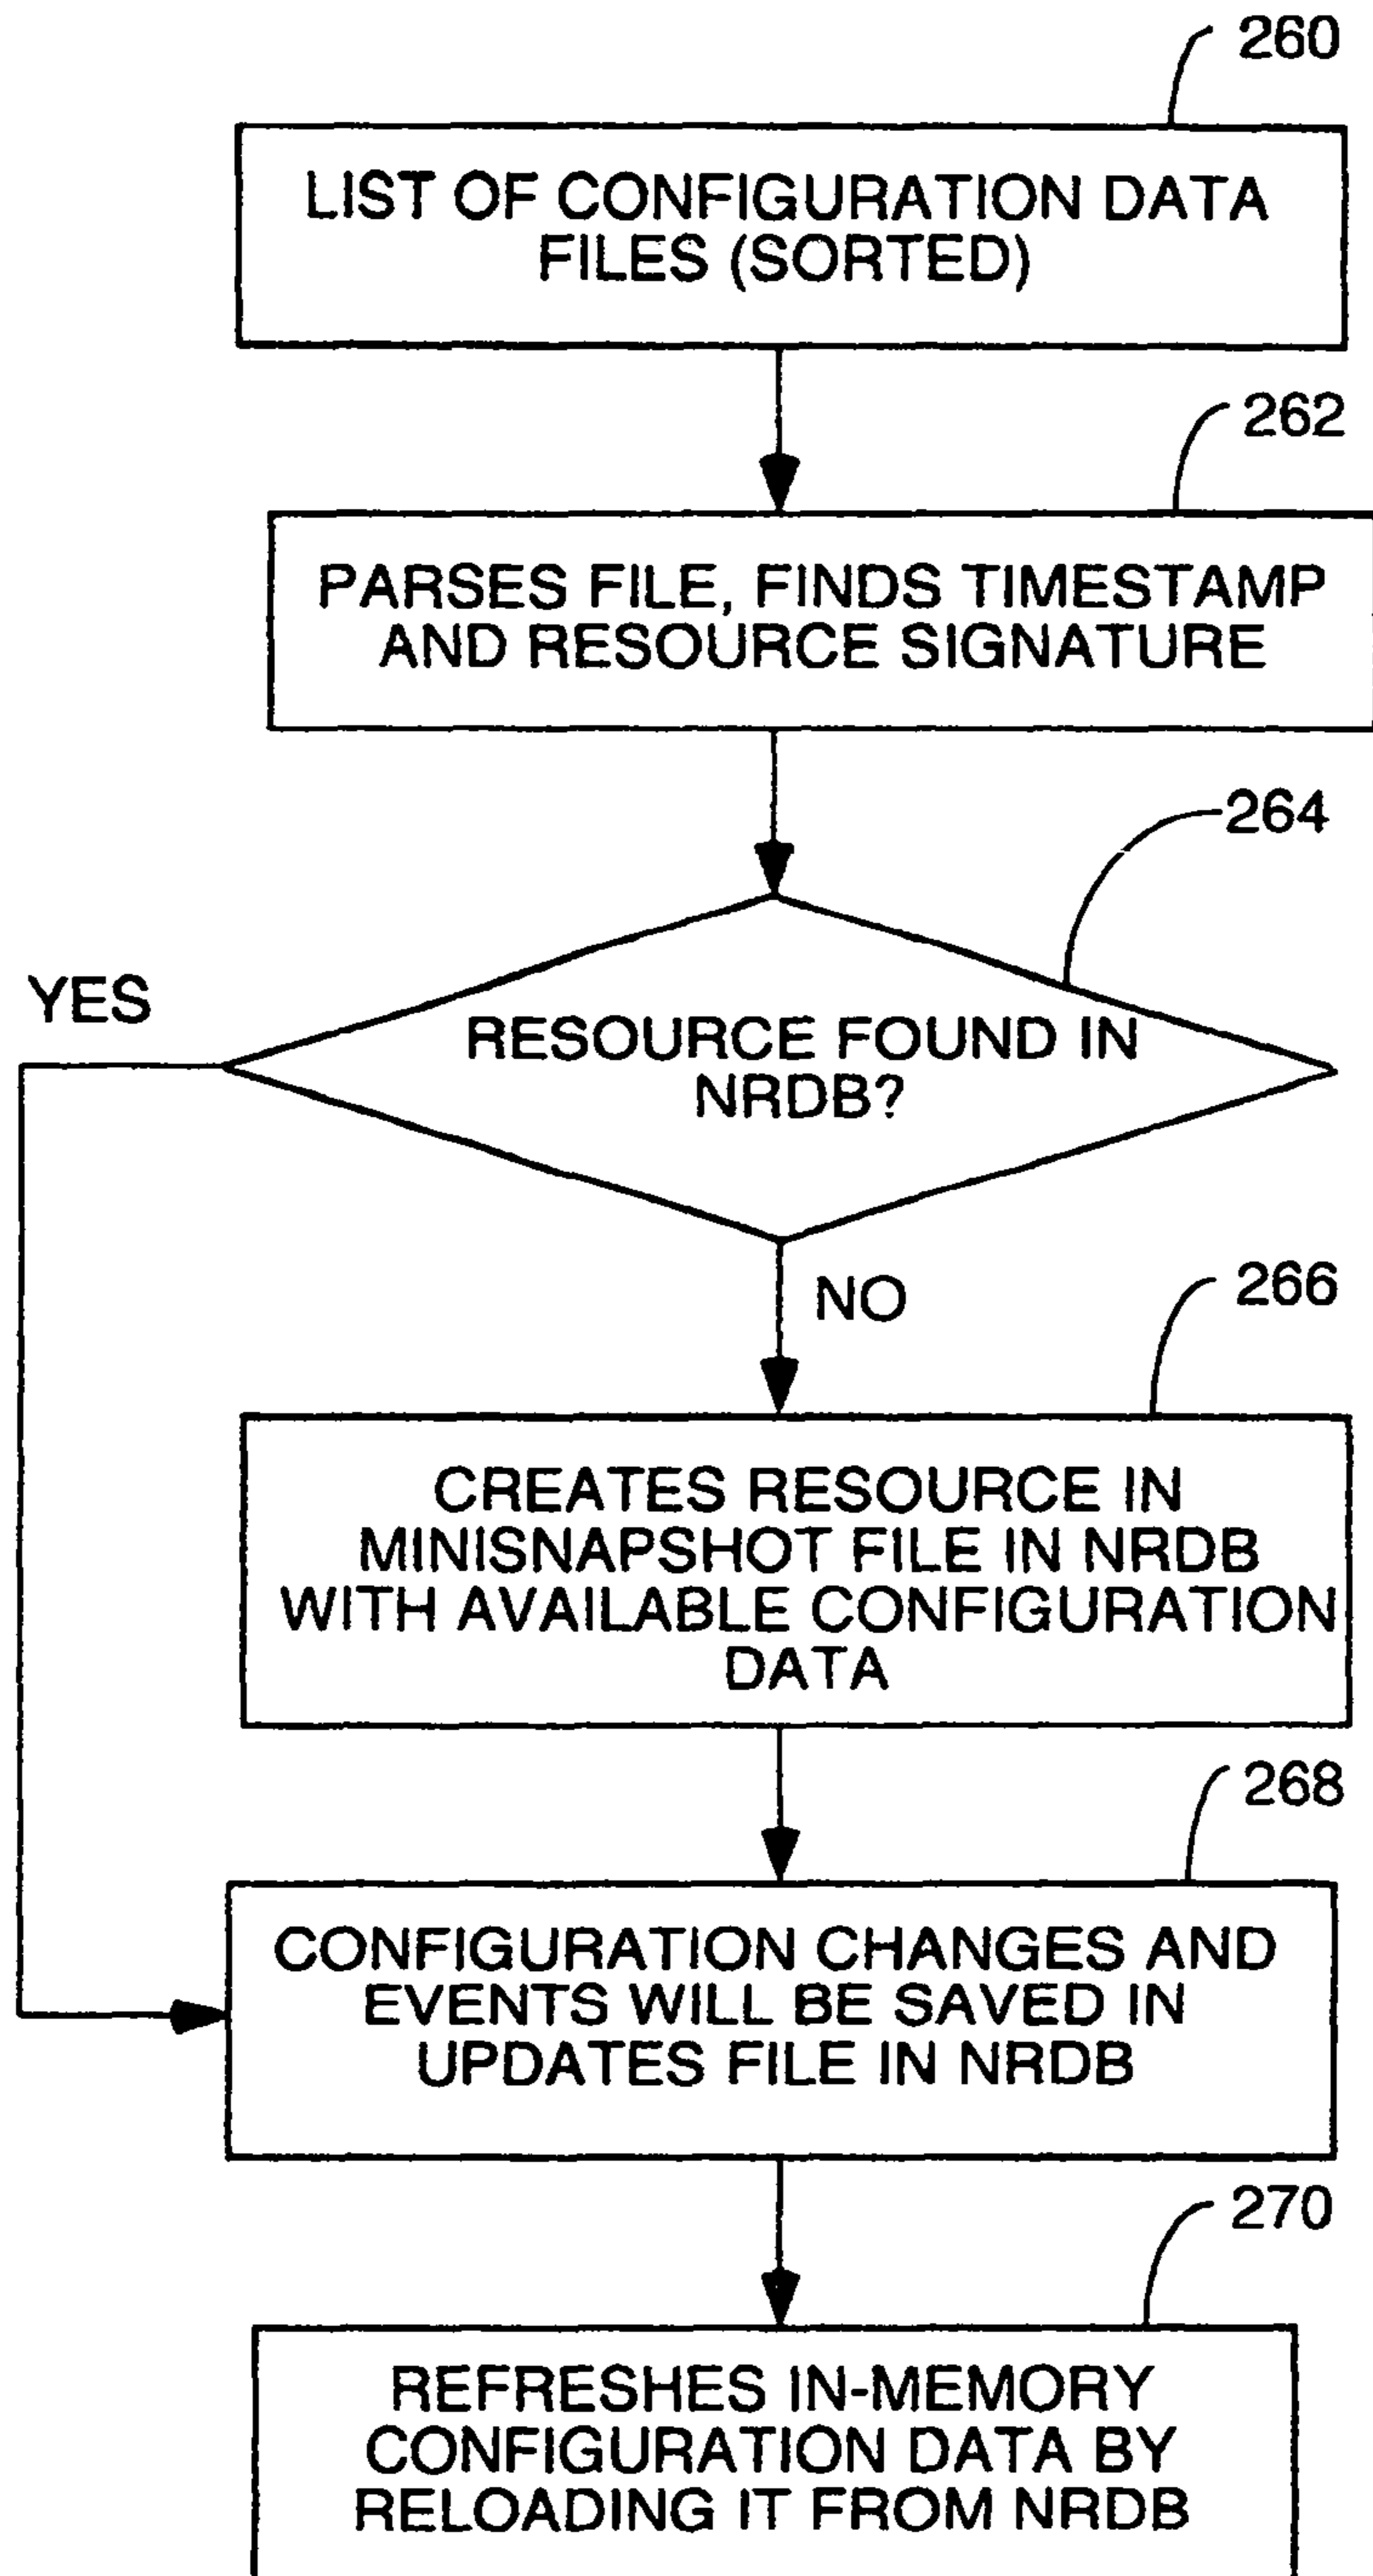 260
LIST OF CONFIGURATION DATA
FILES (SORTED)
262
PARSES FILE, FINDS TIMESTAMP
AND RESOURCE SIGNATURE
264
YES
RESOURCE FOUND IN
NRDB?
NO
266
CREATES RESOURCE IN
MINISNAPSHOT FILE IN NRDB
WITH AVAILABLE CONFIGURATION
DATA
268
CONFIGURATION CHANGES AND
EVENTS WILL BE SAVED IN
UPDATES FILE IN NRDB
270
REFRESHES IN-MEMORY
CONFIGURATION DATA BY
RELOADING IT FROM NRDB